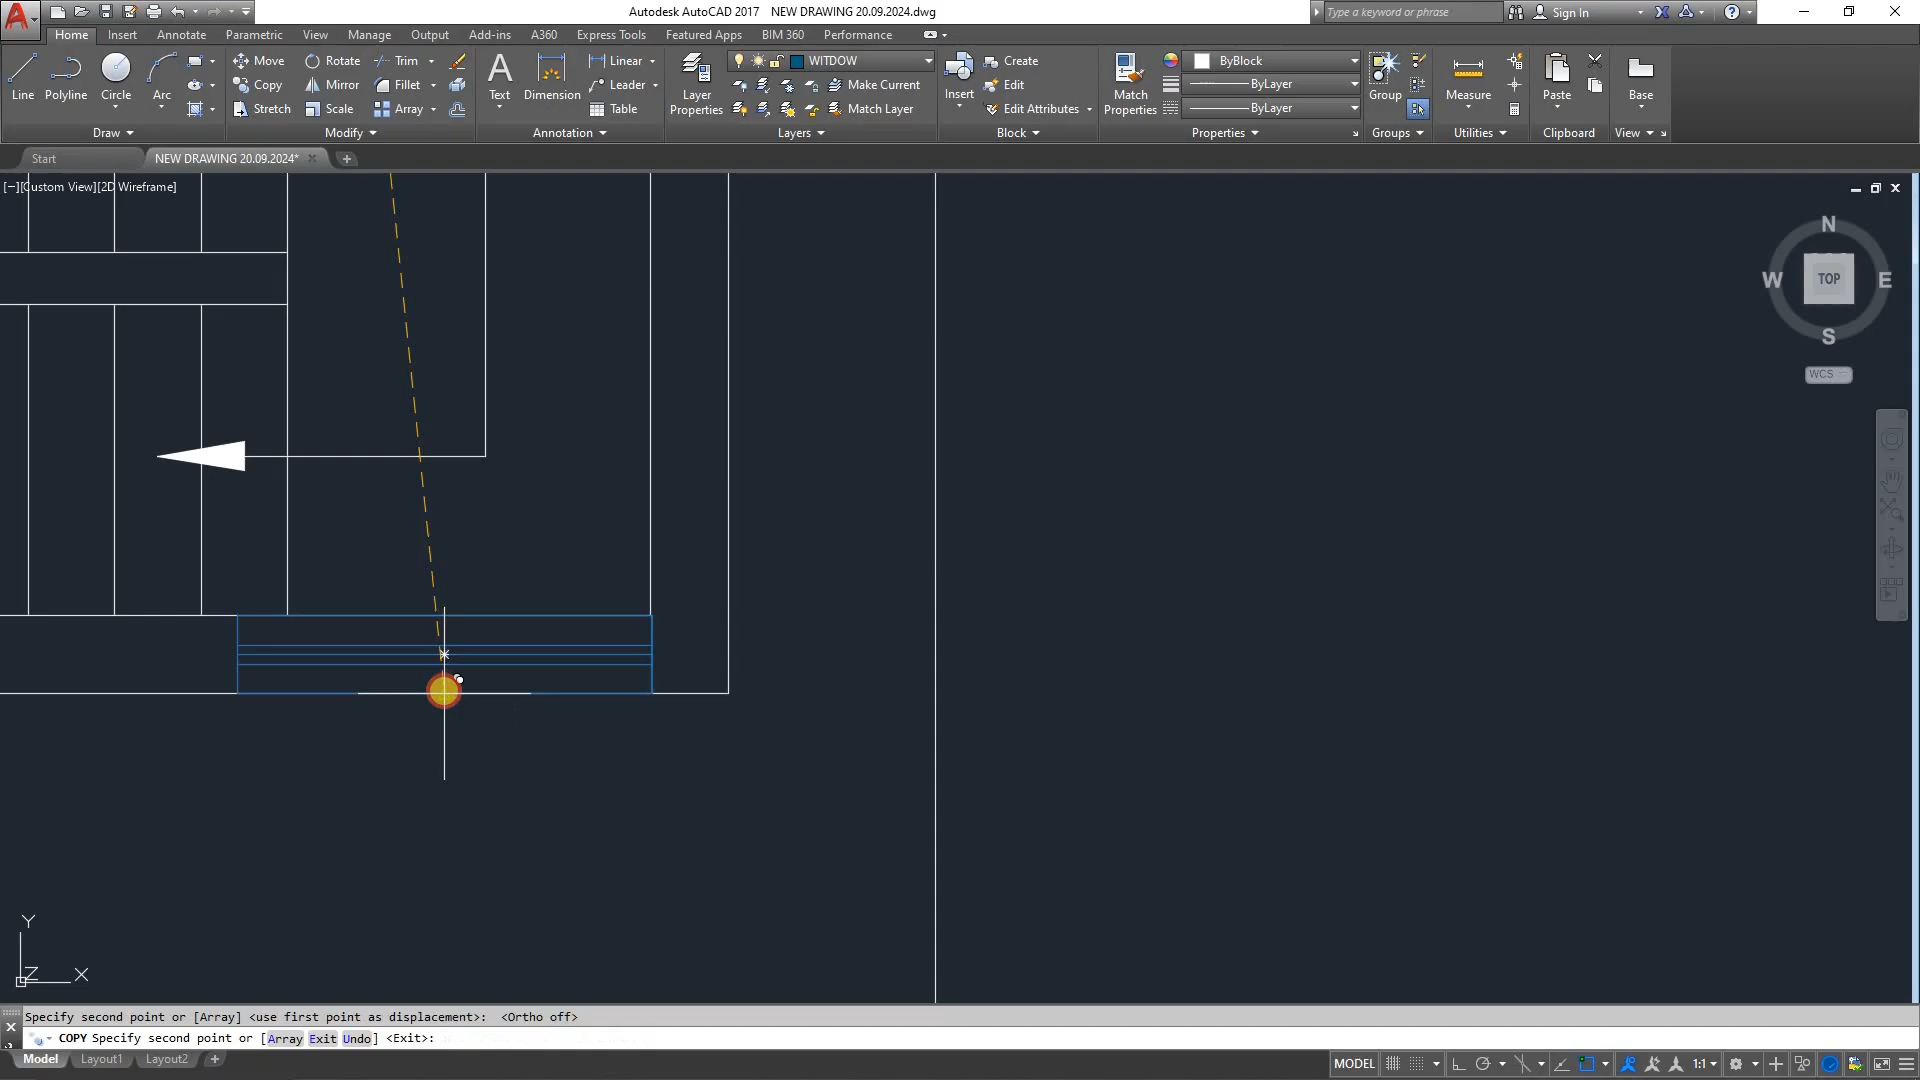 Autodesk AutoCAD 2017 NEW DRAWING 20.09.2024.dwg
Type a keyword or phrase
Sign In
Home Insert Annotate Parametric View Manage Output Add-ins A360 Express Tools Featured Apps BIM 360 Performance
Line Polyline Circle Arc
Draw
Move Rotate Trim
Copy Mirror Fillet
Stretch Scale Array
Modify
Text Dimension
Linear
Leader
Table
Annotation
Layer Properties
WITDOW
Make Current
Match Layer
Layers
Insert
Create
Edit
Edit Attributes
Block
Match Properties
ByBlock
ByLayer
ByLayer
Properties
Group
Groups
Measure
Utilities
Paste
Clipboard
Base
View
Start
NEW DRAWING 20.09.2024*
[−][Custom View][2D Wireframe]
N
W TOP E
S
WCS
Y
Z X
Specify second point or [Array] <use first point as displacement>: <Ortho off>
COPY Specify second point or [Array Exit Undo] <Exit>:
Model Layout1 Layout2
MODEL
1:1